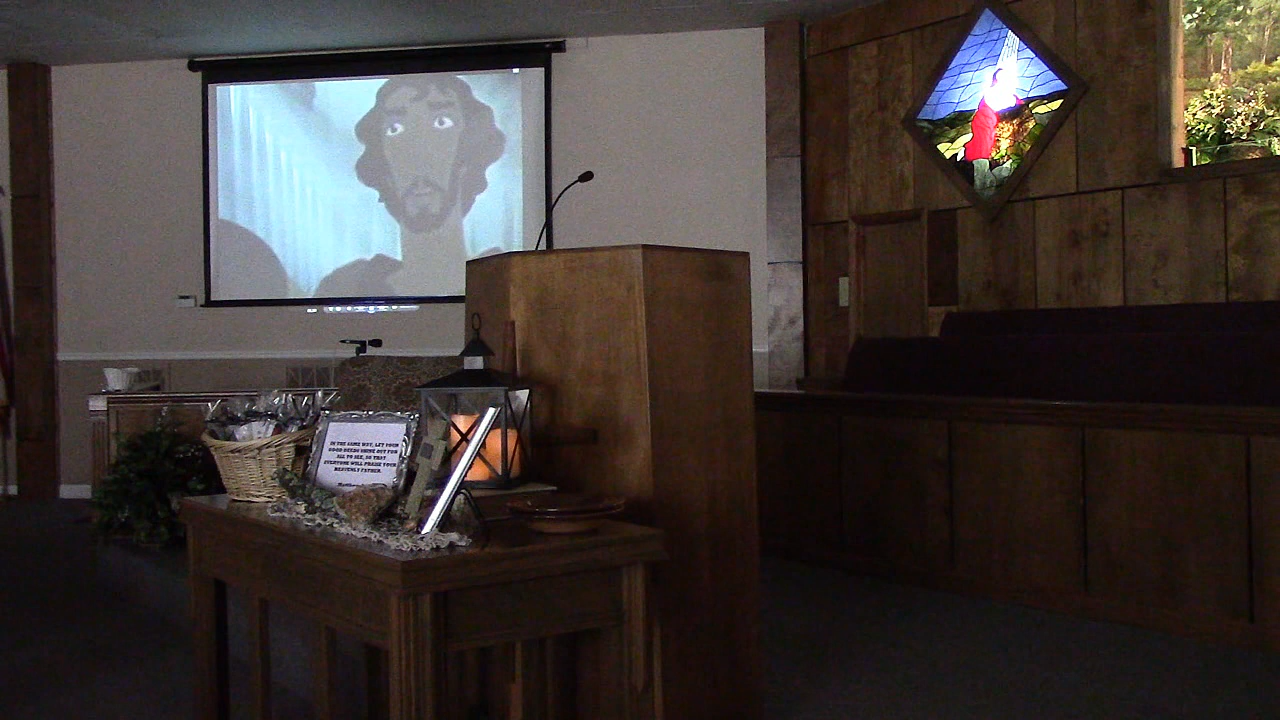 IN THE SAME WAY, LET YOUR
GOOD DEEDS SHINE OUT FOR
ALL TO SEE, SO THAT
EVERYONE WILL PRAISE YOUR
HEAVENLY FATHER.